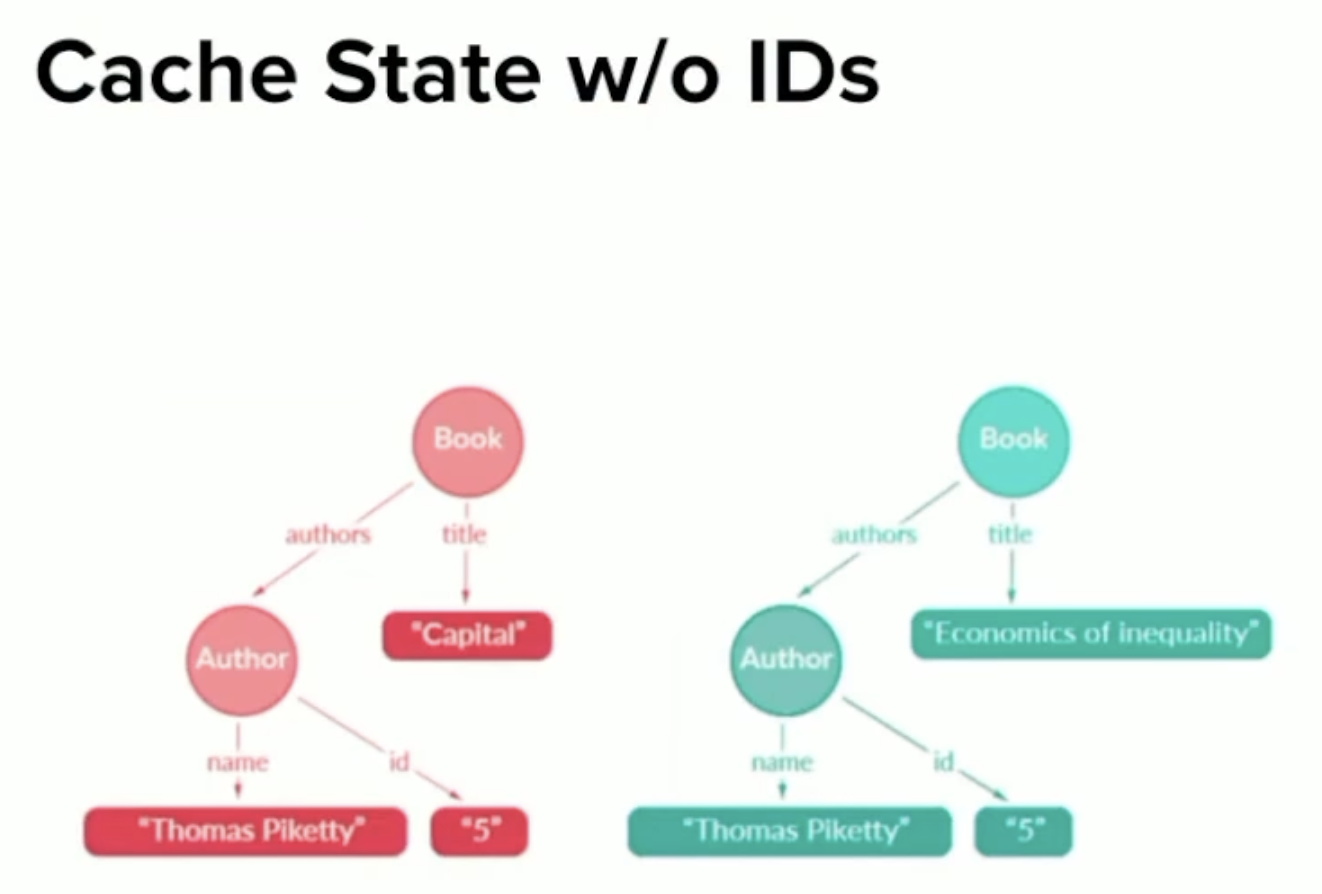 Cache State w/o IDs
Book
Book
authors
title
authors
title
Author
"Capital"
Author
"Economics of inequality"
name
id
name
id
"Thomas Piketty"
"5"
"Thomas Piketty"
"5"